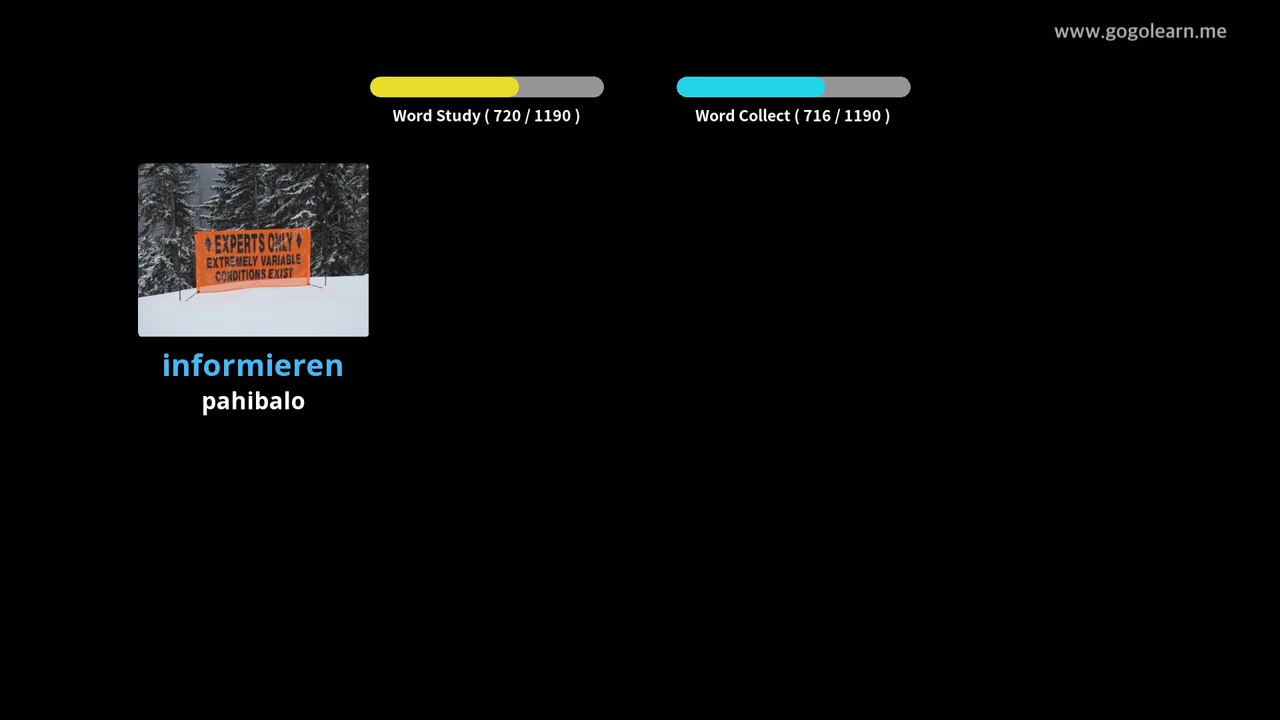 www.gogolearn.me
Word Study ( 720 / 1190 )
Word Collect ( 716 / 1190 )
EXPERTS ONLY
EXTREMELY VARIABLE
CONDITIONS EXIST
informieren
pahibalo